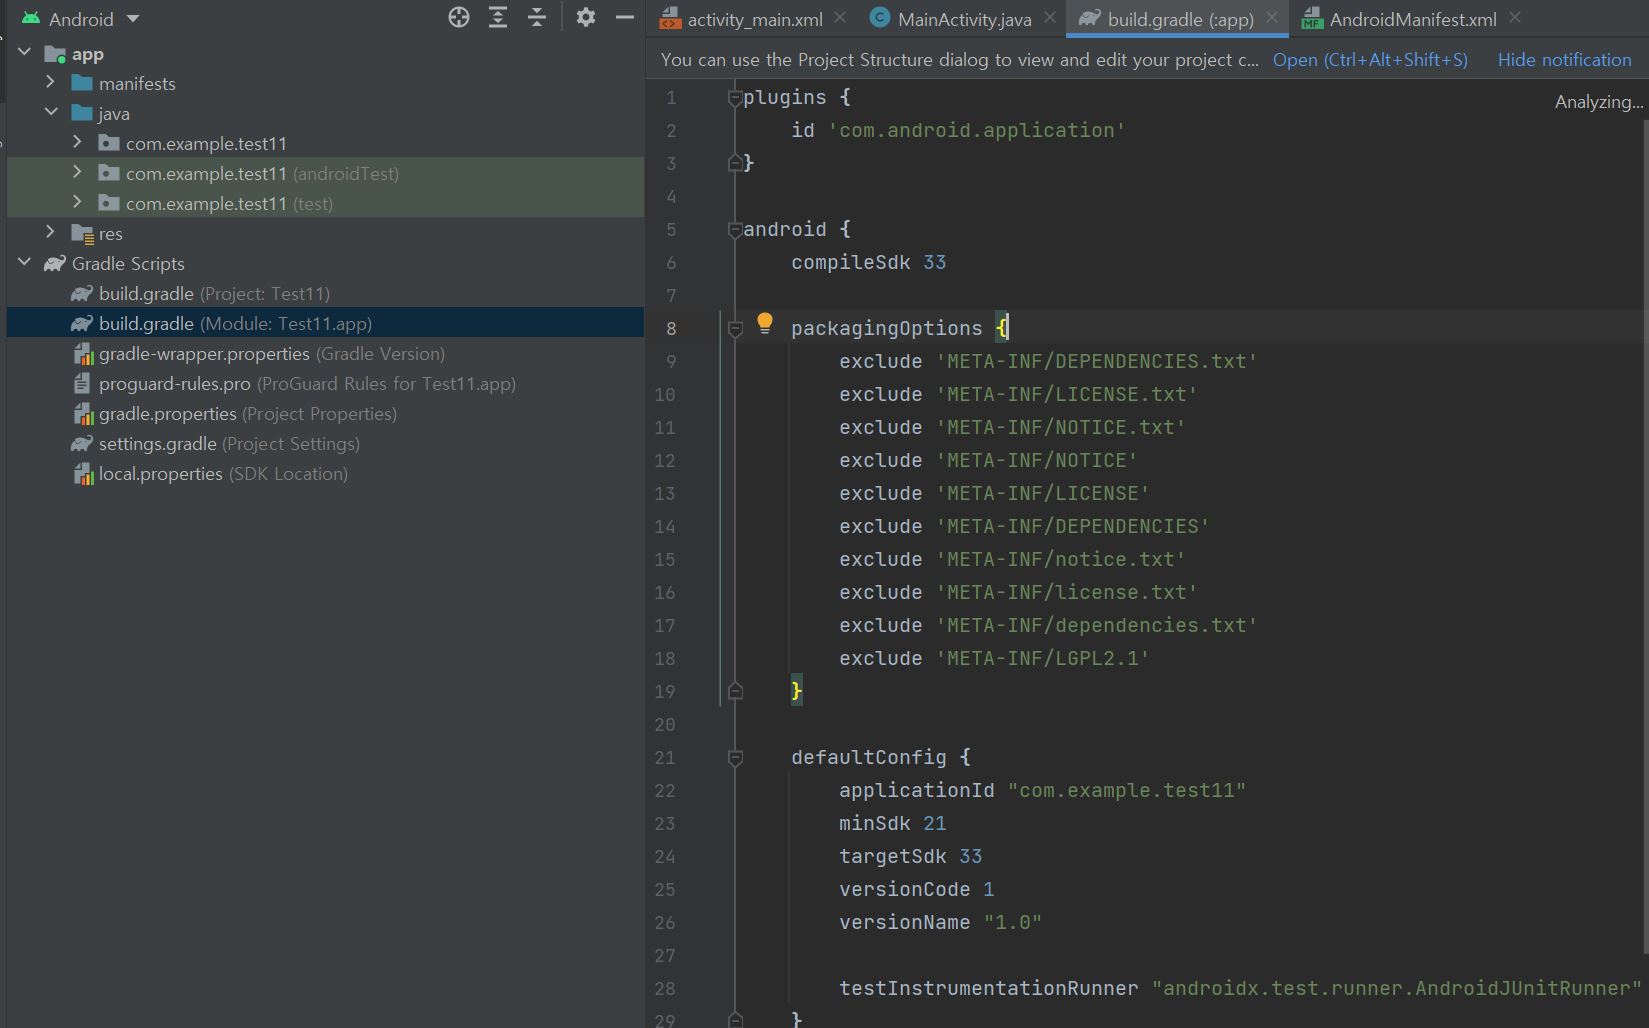 Android
app
manifests
java
com.example.test11
com.example.test11 (androidTest)
com.example.test11 (test)
res
Gradle Scripts
build.gradle (Project: Test11)
build.gradle (Module: Test11.app)
gradle-wrapper.properties (Gradle Version)
proguard-rules.pro (ProGuard Rules for Test11.app)
gradle.properties (Project Properties)
settings.gradle (Project Settings)
local.properties (SDK Location)
activity_main.xml
C MainActivity.java
build.gradle (:app)
MF AndroidManifest.xml
You can use the Project Structure dialog to view and edit your project c... Open (Ctrl+Alt+Shift+S) Hide notification
Analyzing...
1 plugins {
2 id 'com.android.application'
3 }
4
5 android {
6 compileSdk 33
7
8 packagingOptions {
9 exclude 'META-INF/DEPENDENCIES.txt'
10 exclude 'META-INF/LICENSE.txt'
11 exclude 'META-INF/NOTICE.txt'
12 exclude 'META-INF/NOTICE'
13 exclude 'META-INF/LICENSE'
14 exclude 'META-INF/DEPENDENCIES'
15 exclude 'META-INF/notice.txt'
16 exclude 'META-INF/license.txt'
17 exclude 'META-INF/dependencies.txt'
18 exclude 'META-INF/LGPL2.1'
19 }
20
21 defaultConfig {
22 applicationId "com.example.test11"
23 minSdk 21
24 targetSdk 33
25 versionCode 1
26 versionName "1.0"
27
28 testInstrumentationRunner "androidx.test.runner.AndroidJUnitRunner"
29 }